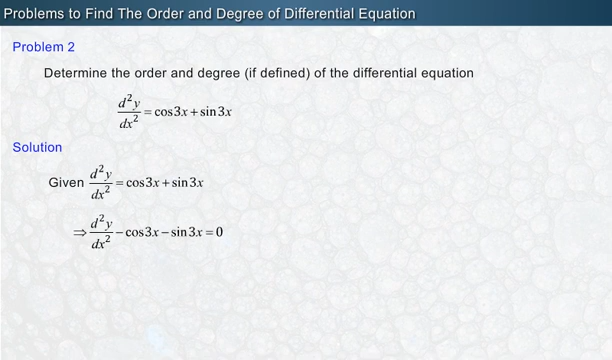 Problems to Find The Order and Degree of Differential Equation
Problem 2
Determine the order and degree (if defined) of the differential equation
d²y/dx² = cos3x + sin3x
Solution
Given d²y/dx² = cos3x + sin3x
⇒ d²y/dx² − cos3x − sin3x = 0